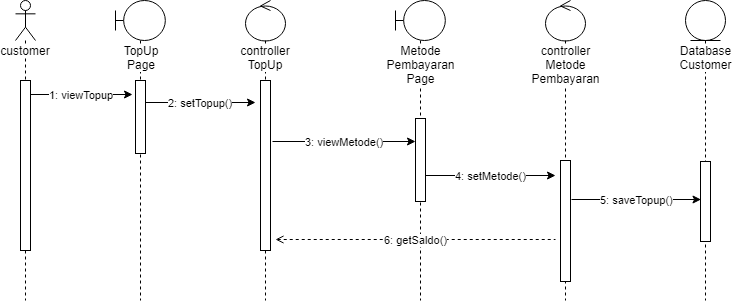 customer
TopUp
Page
controller
TopUp
Metode
Pembayaran
Page
controller
Metode
Pembayaran
Database
Customer
1: viewTopup
2: setTopup()
3: viewMetode()
4: setMetode()
5: saveTopup()
6: getSaldo()